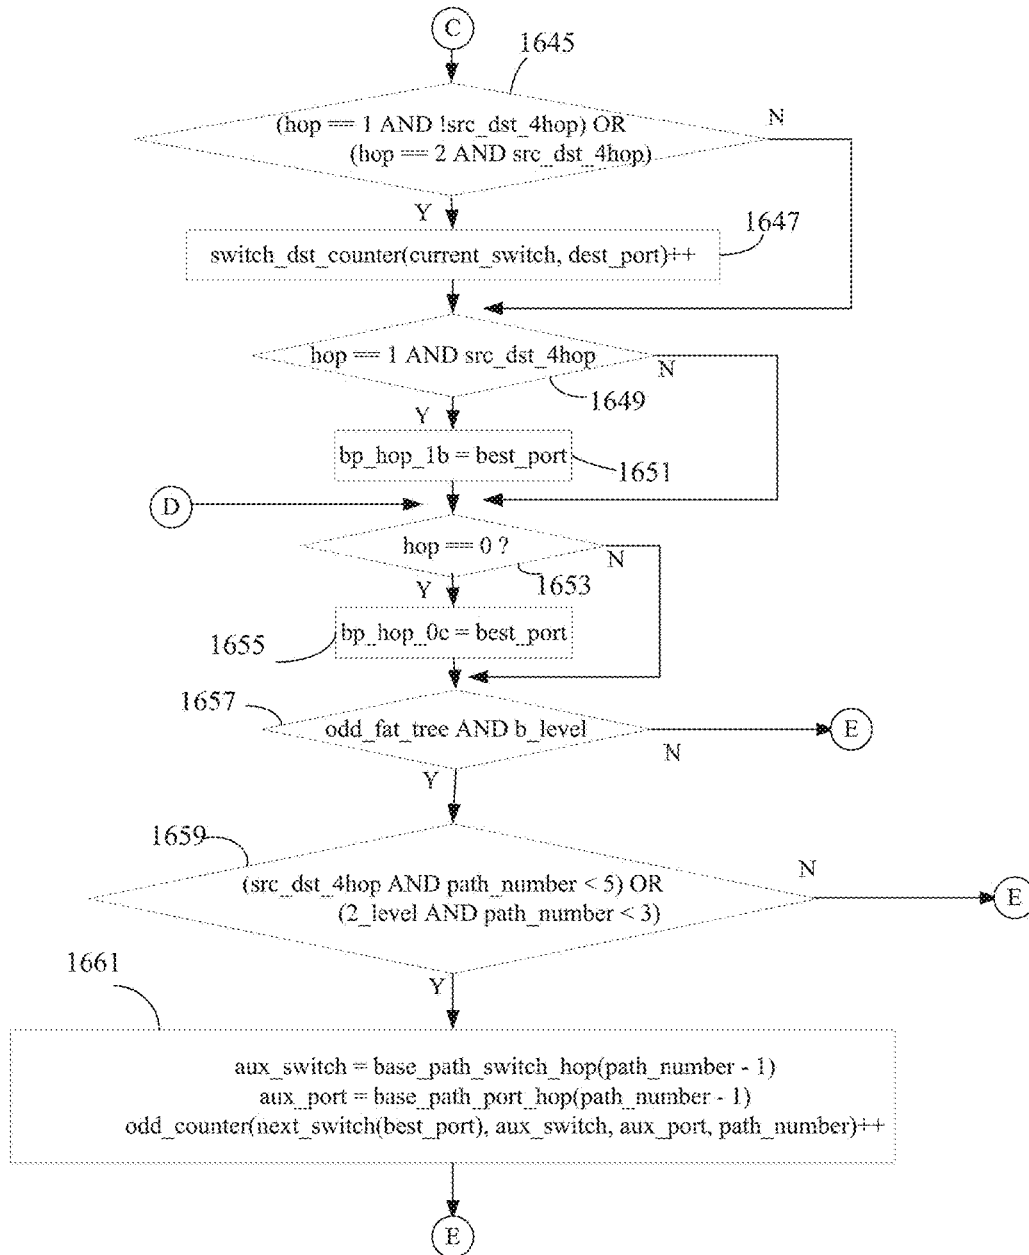 C
1645
(hop == 1 AND !src_dst_4hop) OR
(hop == 2 AND src_dst_4hop)
N
Y
1647
switch_dst_counter(current_switch, dest_port)++
hop == 1 AND src_dst_4hop
N
1649
Y
bp_hop_1b = best_port
1651
D
hop == 0 ?
N
1653
Y
bp_hop_0c = best_port
1655
1657
odd_fat_tree AND b_level
E
N
Y
1659
(src_dst_4hop AND path_number < 5) OR
(2_level AND path_number < 3)
N
E
Y
1661
aux_switch = base_path_switch_hop(path_number - 1)
aux_port = base_path_port_hop(path_number - 1)
odd_counter(next_switch(best_port), aux_switch, aux_port, path_number)++
E